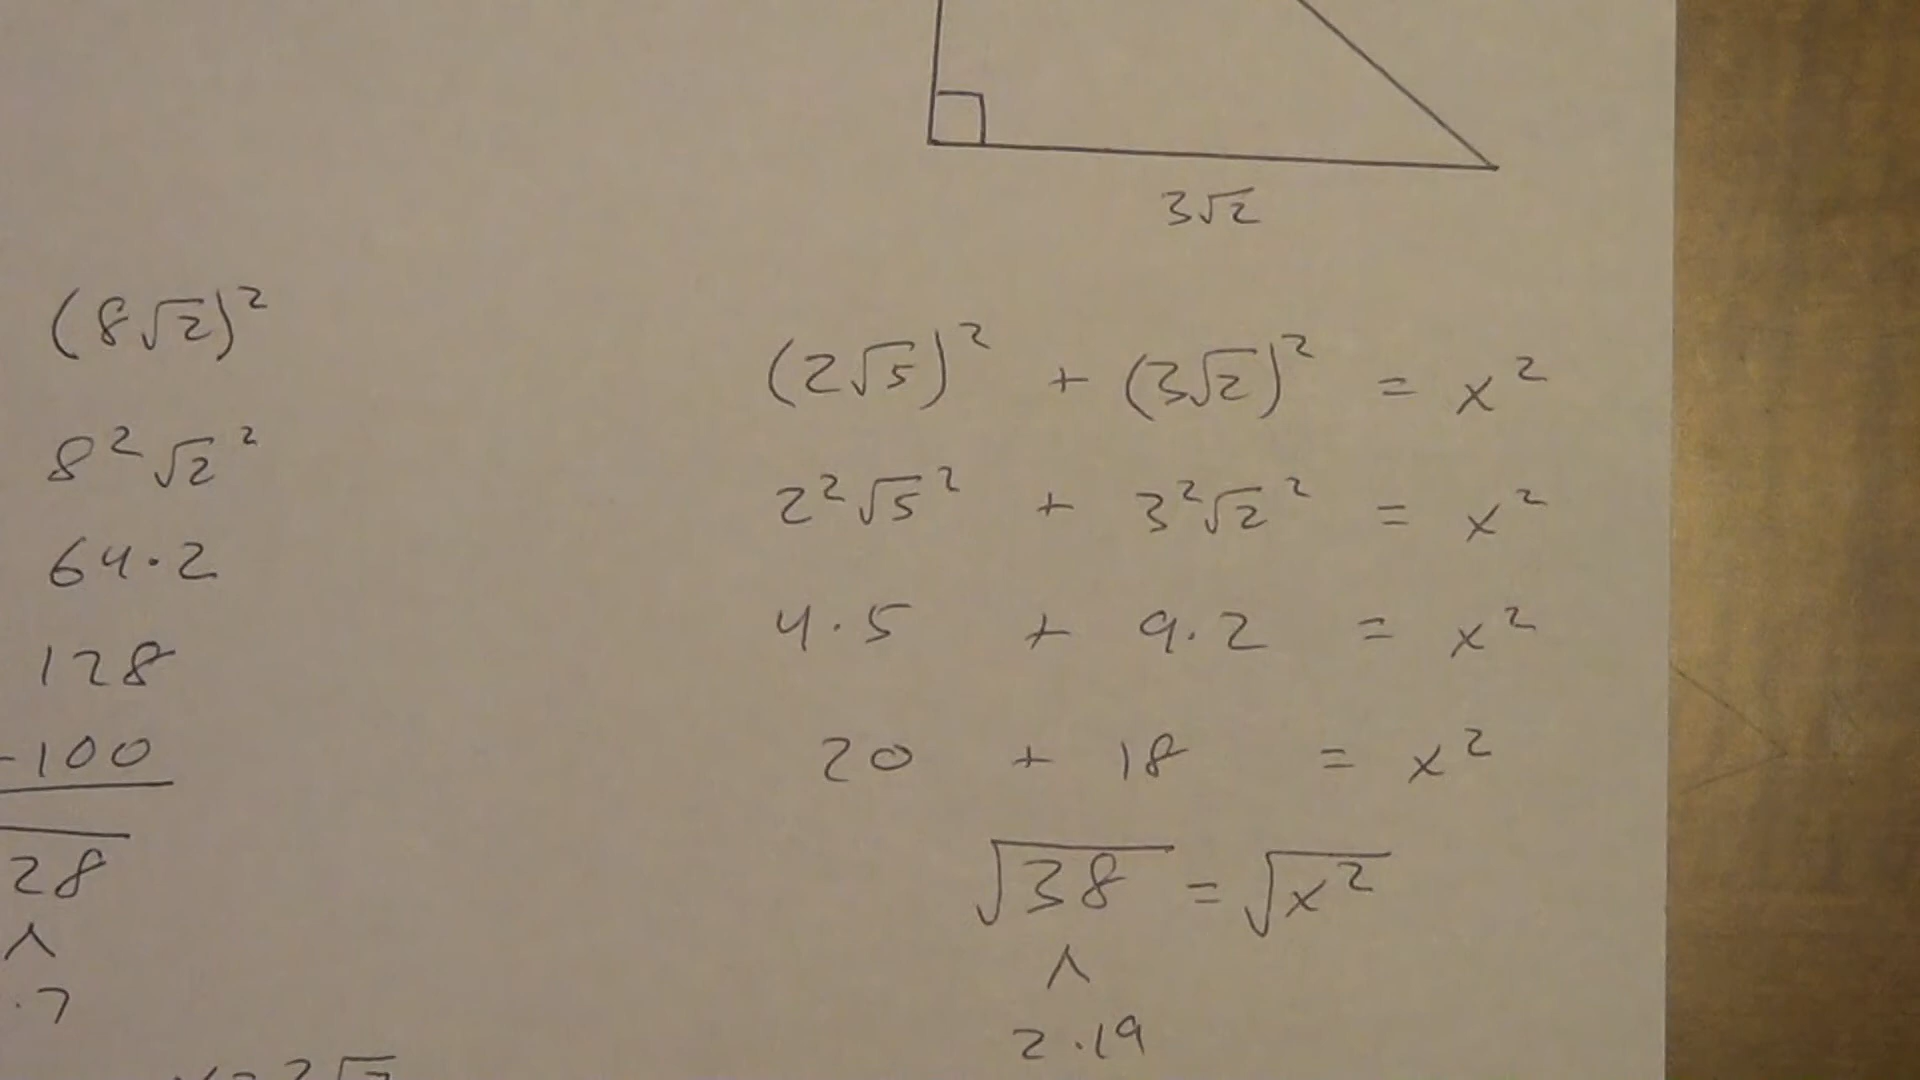 3√2
(8√2)²
8²√2²
64·2
128
-100
28
∧
·7
(2√5)² + (3√2)² = x²
2²√5² + 3²√2² = x²
4·5 + 9·2 = x²
20 + 18 = x²
√38 = √x²
∧
2·19